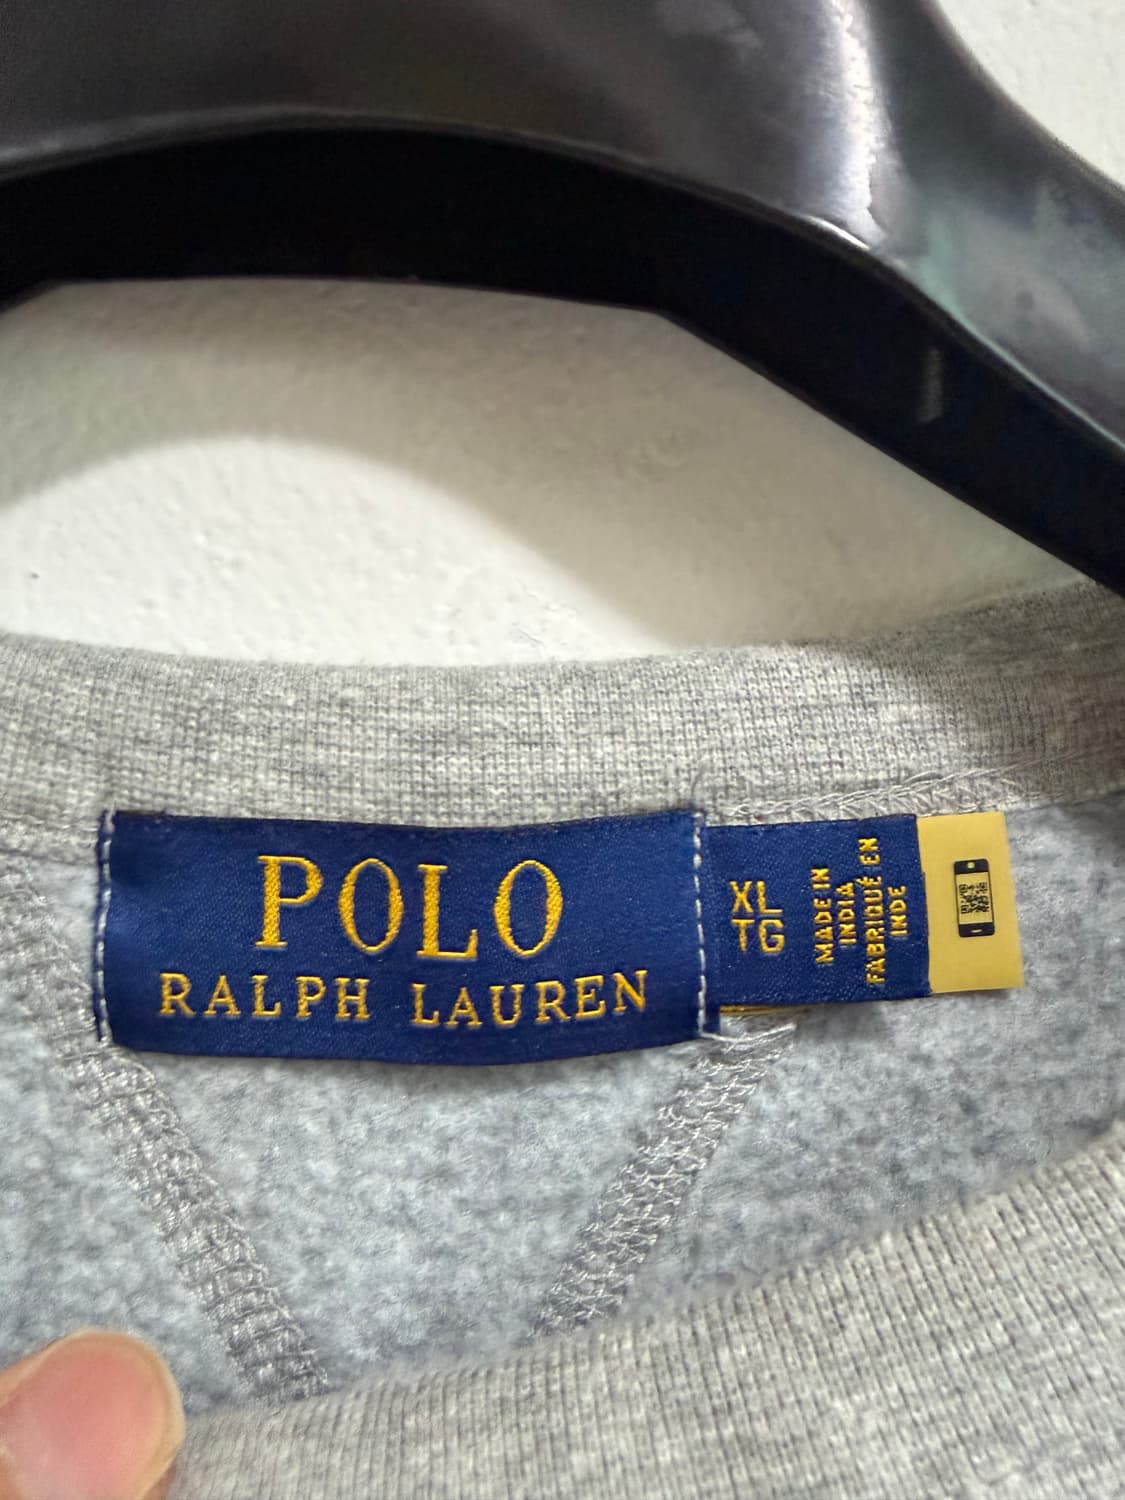 POLO
RALPH LAUREN
XL
TG
MADE IN
INDIA
FABRIQUÉ EN
INDE